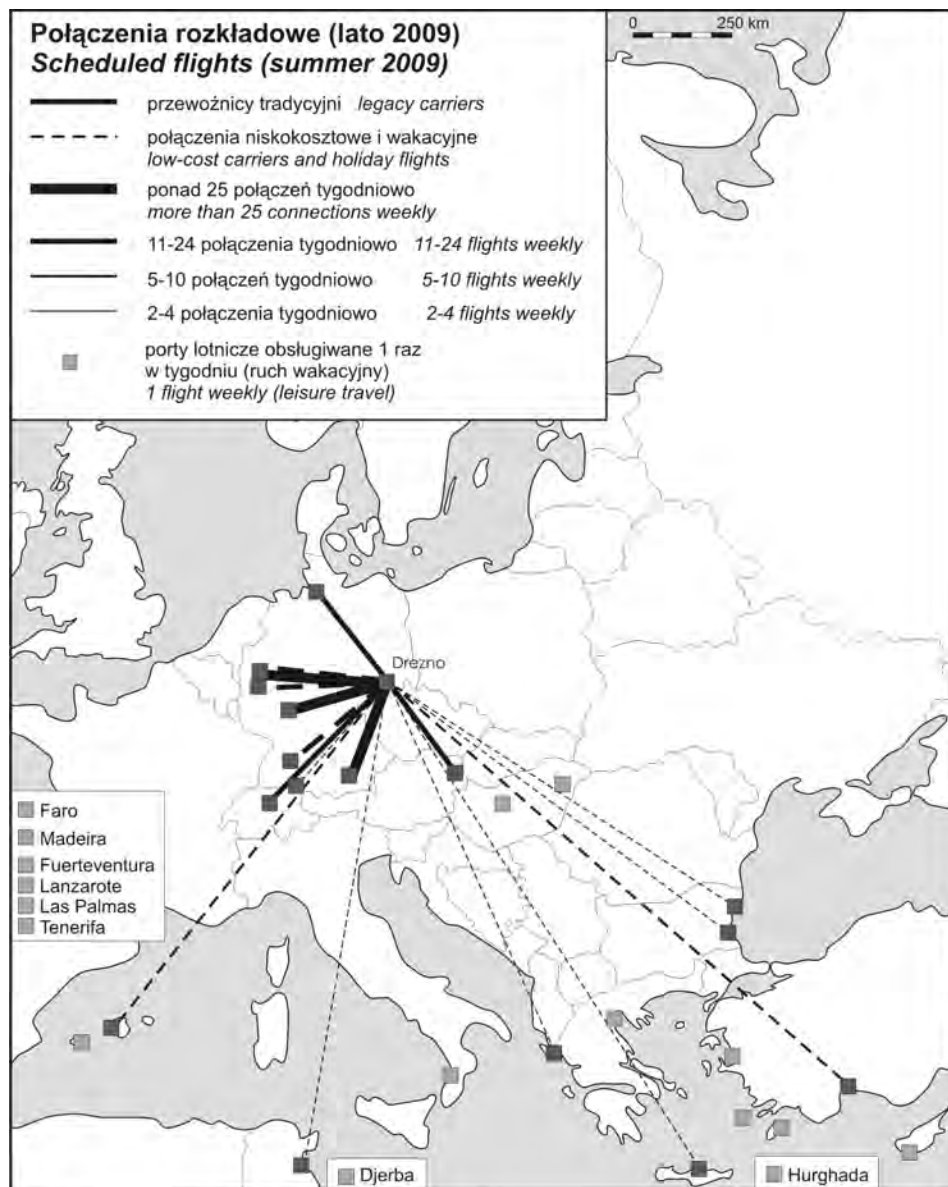 Połączenia rozkładowe (lato 2009)
Scheduled flights (summer 2009)
przewoźnicy tradycyjni legacy carriers
połączenia niskokosztowe i wakacyjne
low-cost carriers and holiday flights
ponad 25 połączeń tygodniowo
more than 25 connections weekly
11-24 połączenia tygodniowo 11-24 flights weekly
5-10 połączeń tygodniowo 5-10 flights weekly
2-4 połączenia tygodniowo 2-4 flights weekly
porty lotnicze obsługiwane 1 raz
w tygodniu (ruch wakacyjny)
1 flight weekly (leisure travel)
0 250 km
Drezno
Faro
Madeira
Fuerteventura
Lanzarote
Las Palmas
Tenerifa
Djerba
Hurghada